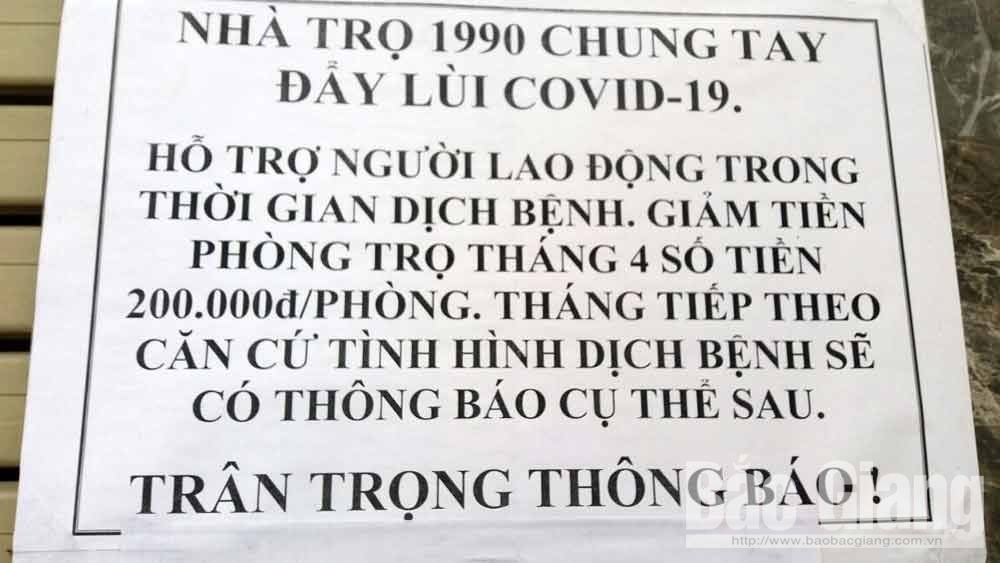 NHÀ TRỌ 1990 CHUNG TAY
ĐẨY LÙI COVID-19.
HỖ TRỢ NGƯỜI LAO ĐỘNG TRONG
THỜI GIAN DỊCH BỆNH. GIẢM TIỀN
PHÒNG TRỌ THÁNG 4 SỐ TIỀN
200.000đ/PHÒNG. THÁNG TIẾP THEO
CĂN CỨ TÌNH HÌNH DỊCH BỆNH SẼ
CÓ THÔNG BÁO CỤ THỂ SAU.
TRÂN TRỌNG THÔNG BÁO !
Bắc Giang
http://www.baobacgiang.com.vn